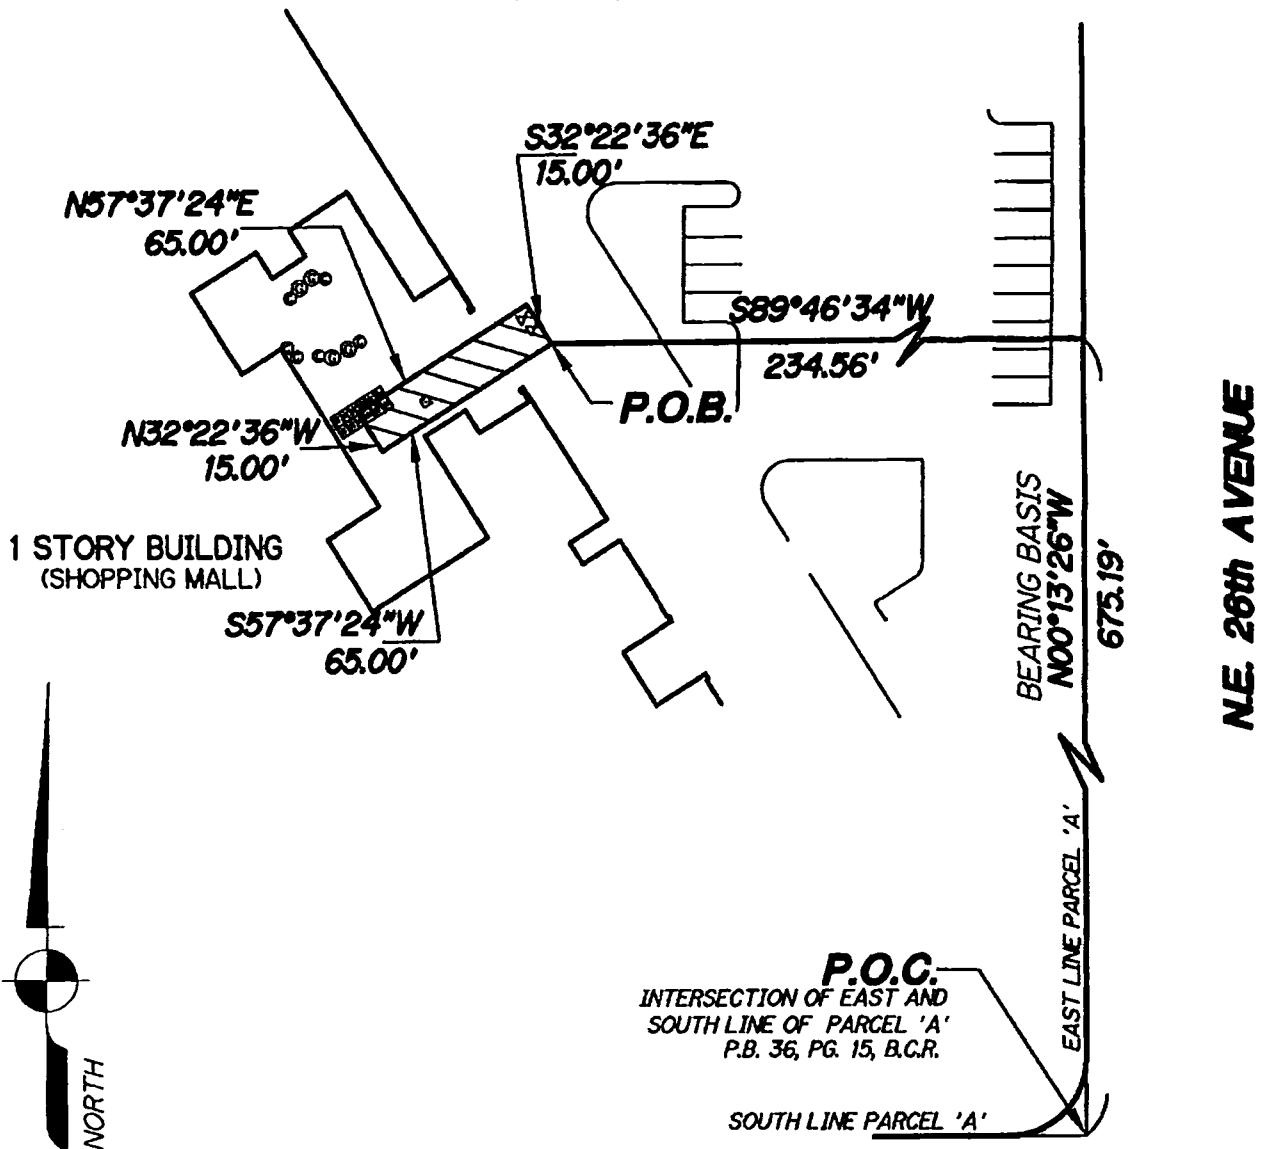 S32°22'36"E
15.00'
N57°37'24"E
65.00'
S89°46'34"W
234.56'
P.O.B.
N32°22'36"W
15.00'
1 STORY BUILDING
(SHOPPING MALL)
S57°37'24"W
65.00'
BEARING BASIS
N00°13'26"W
675.19'
N.E. 26th AVENUE
EAST LINE PARCEL 'A'
P.O.C.
INTERSECTION OF EAST AND
SOUTH LINE OF PARCEL 'A'
P.B. 36, PG. 15, B.C.R.
SOUTH LINE PARCEL 'A'
NORTH